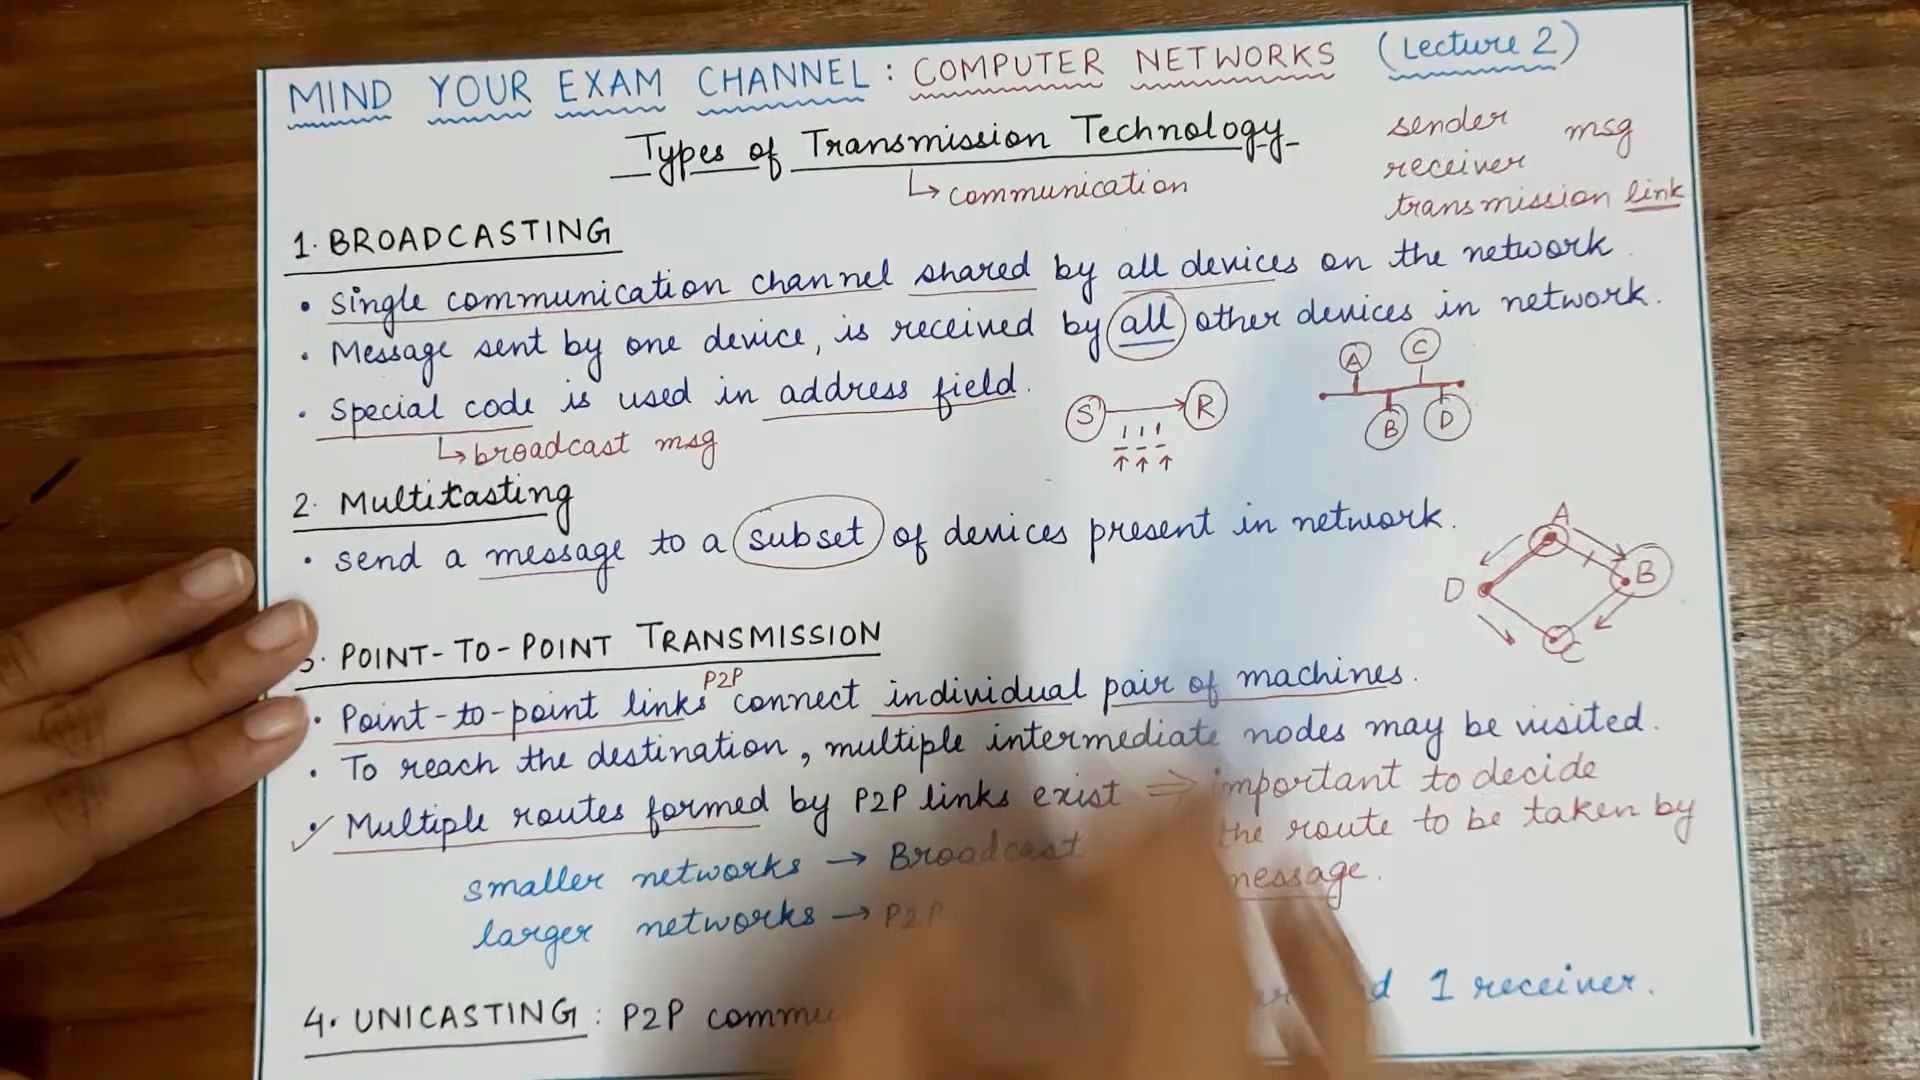 MIND YOUR EXAM CHANNEL : COMPUTER NETWORKS (Lecture 2)
Types of Transmission Technology
↳ communication
sender msg
receiver
transmission link
1. BROADCASTING
• Single communication channel shared by all devices on the network.
• Message sent by one device, is received by all other devices in network.
• Special code is used in address field.
↳ broadcast msg
S → R
A C
B D
2. Multicasting
• send a message to a subset of devices present in network.
A
D B
C
3. POINT-TO-POINT TRANSMISSION
P2P
• Point-to-point links connect individual pair of machines.
• To reach the destination, multiple intermediate nodes may be visited.
• Multiple routes formed by P2P links exist ⇒ important to decide
the route to be taken by
message.
smaller networks → Broadcast
larger networks → P2P
4. UNICASTING : P2P 1 receiver.